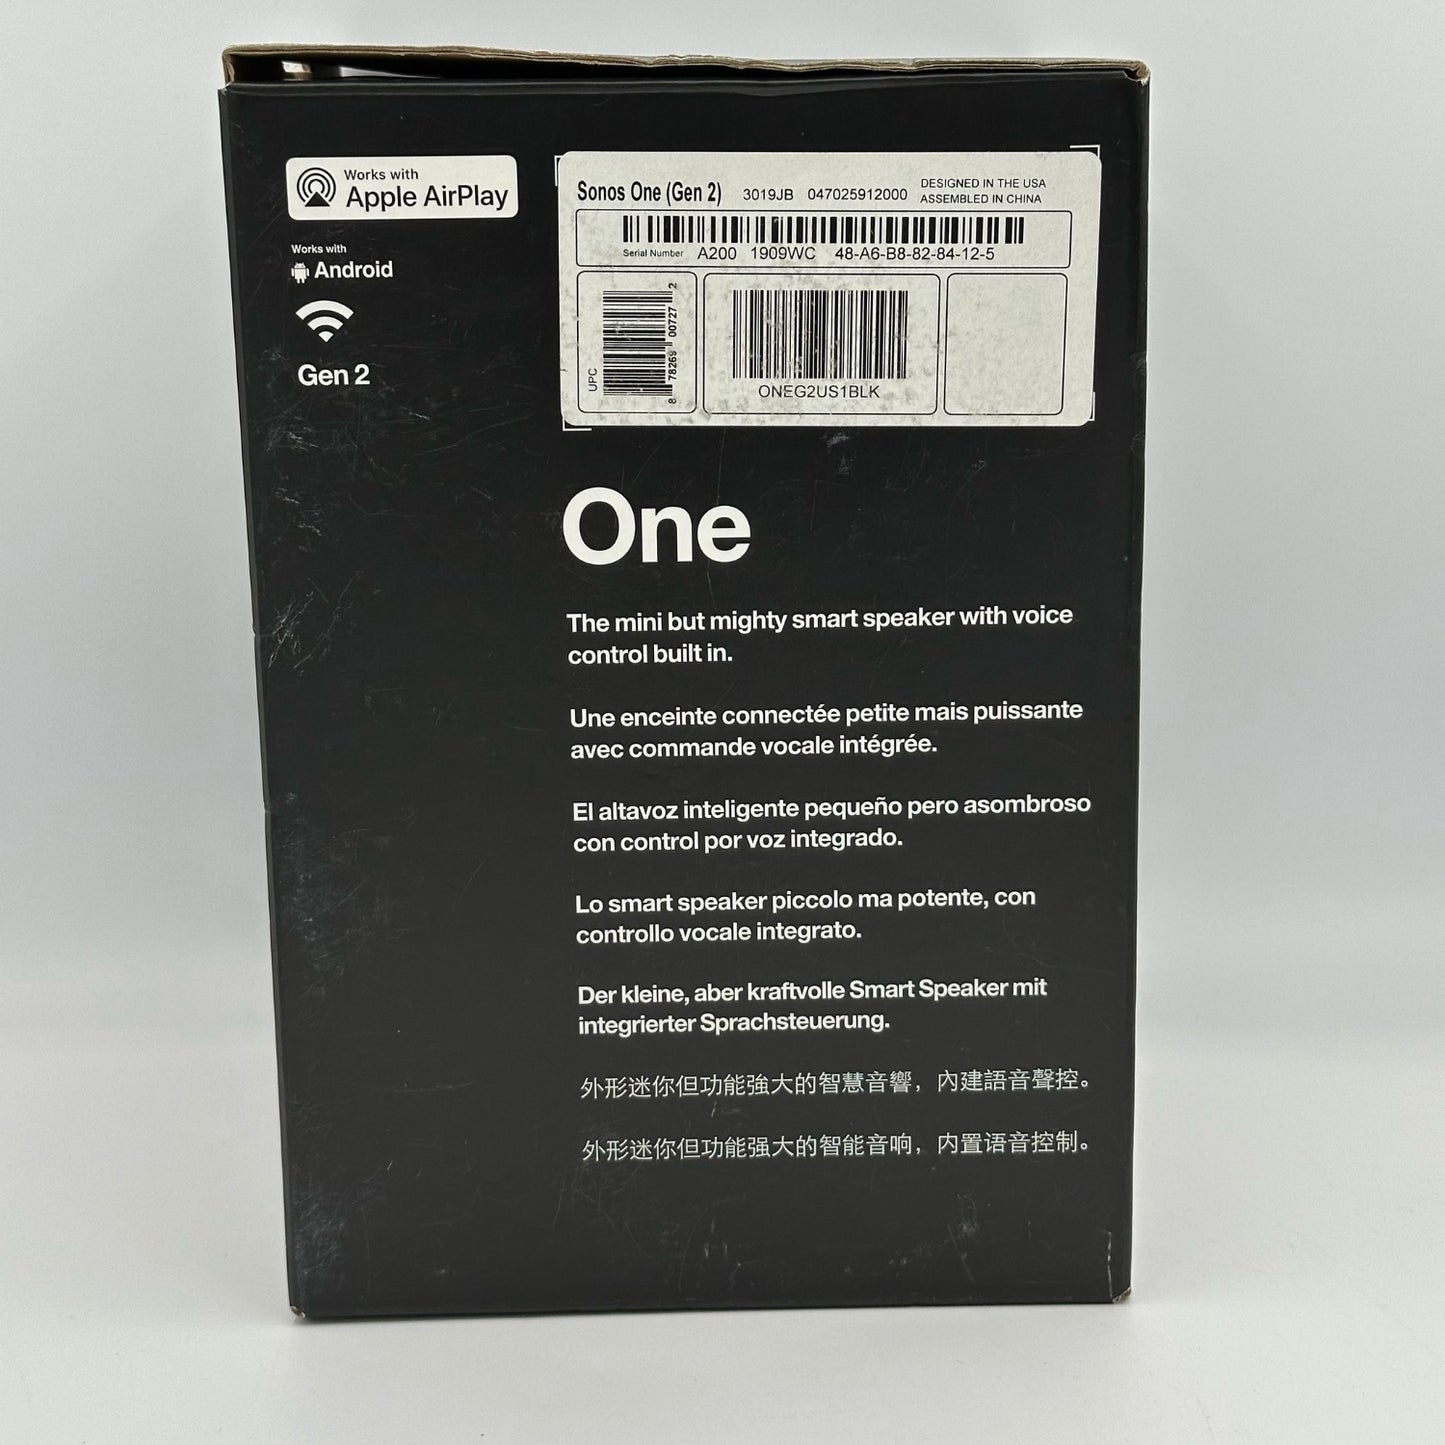 Works with
Apple AirPlay
Works with
Android
Gen 2
Sonos One (Gen 2) 3019JB 047025912000 DESIGNED IN THE USA
ASSEMBLED IN CHINA
Serial Number A200 1909WC 48-A6-B8-82-84-12-5
UPC
8 78269 00727 2
ONEG2US1BLK
One
The mini but mighty smart speaker with voice
control built in.
Une enceinte connectée petite mais puissante
avec commande vocale intégrée.
El altavoz inteligente pequeño pero asombroso
con control por voz integrado.
Lo smart speaker piccolo ma potente, con
controllo vocale integrato.
Der kleine, aber kraftvolle Smart Speaker mit
integrierter Sprachsteuerung.
外形迷你但功能強大的智慧音響，內建語音聲控。
外形迷你但功能强大的智能音响，内置语音控制。